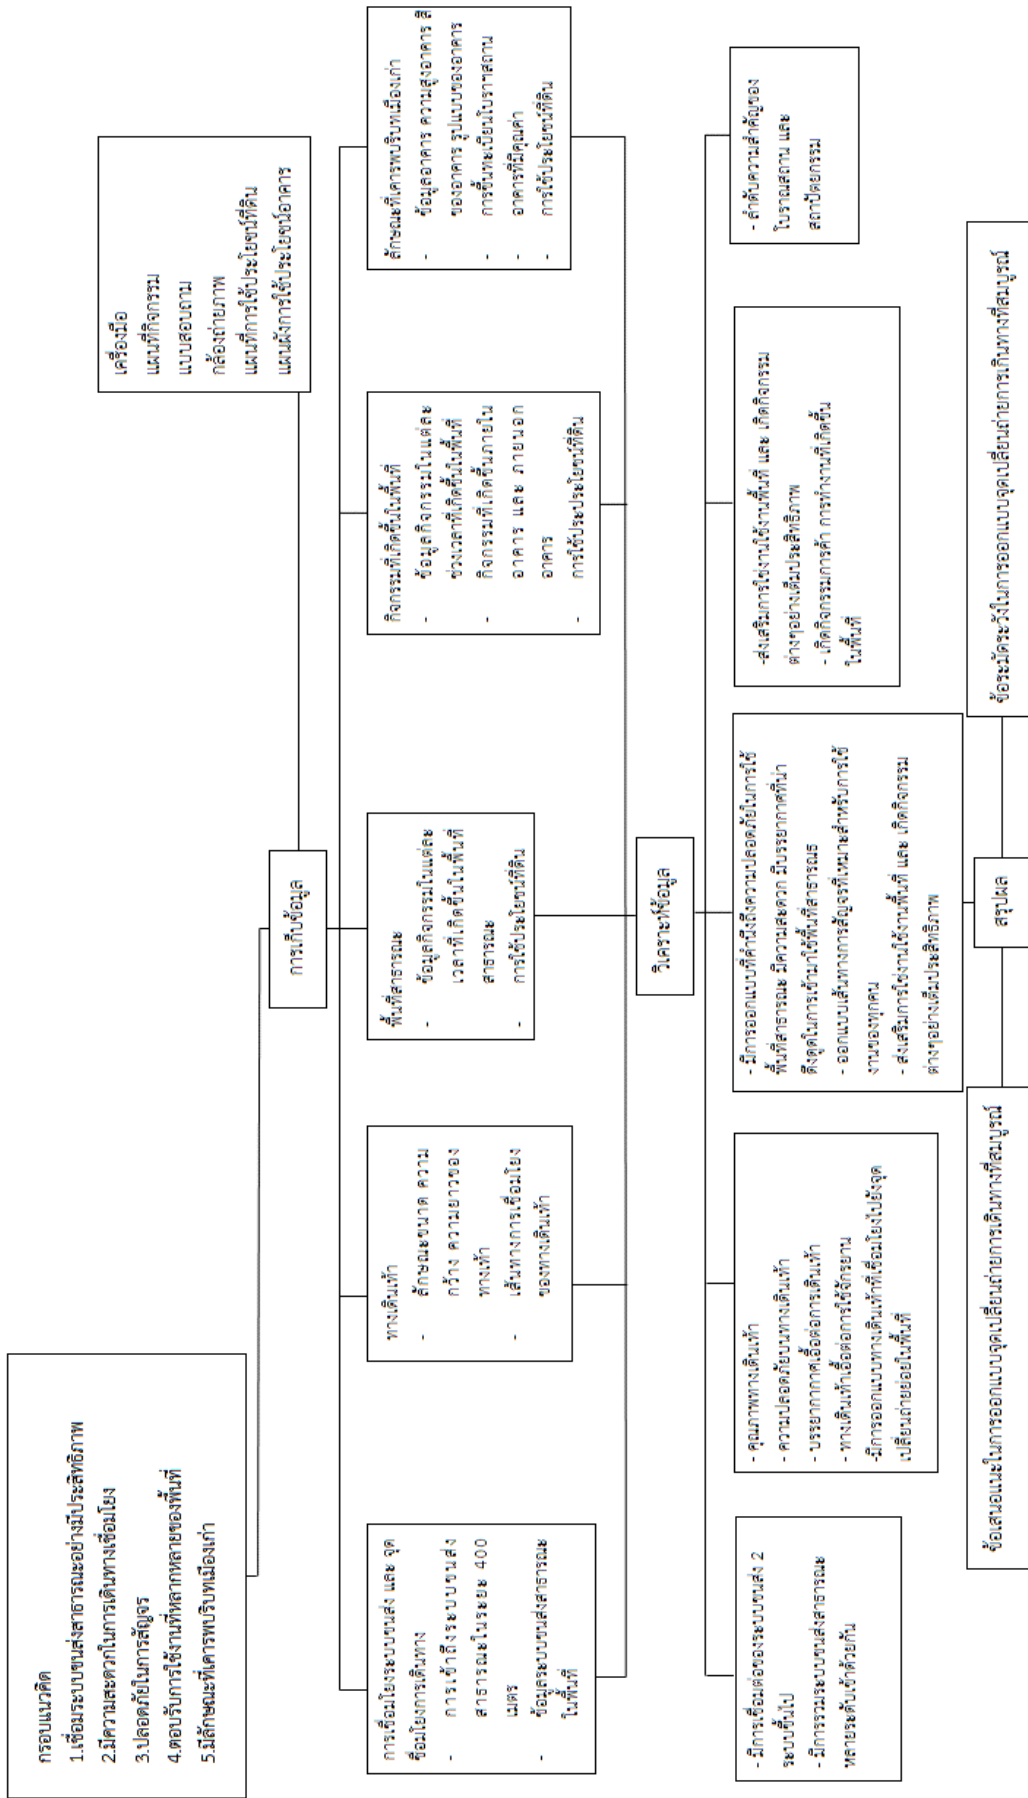 กรอบแนวคิด
1.เชื่อมระบบขนส่งสาธารณะอย่างมีประสิทธิภาพ
2.มีความสะดวกในการเดินทางเชื่อมโยง
3.ปลอดภัยในการสัญจร
4.ตอบรับการใช้งานที่หลากหลายของพื้นที่
5.มีลักษณะที่เคารพบริบทเมืองเก่า
การเก็บข้อมูล
เครื่องมือ
แผนที่กิจกรรม
แบบสอบถาม
กล้องถ่ายภาพ
แผนที่การใช้ประโยชน์ที่ดิน
แผนผังการใช้ประโยชน์อาคาร
การเชื่อมโยงระบบขนส่ง และ จุด
ชื่อมโยงการเดินทาง
- การเข้าถึงระบบขนส่ง
สาธารณะในระยะ 400
เมตร
- ข้อมูลระบบขนส่งสาธารณะ
ในพื้นที่
ทางเดินเท้า
- ลักษณะขนาด ความ
กว้าง ความยาวของ
ทางเท้า
- เส้นทางการเชื่อมโยง
ของทางเดินเท้า
พื้นที่สาธารณะ
- ข้อมูลกิจกรรมในแต่ละ
เวลาที่เกิดขึ้นในพื้นที่
สาธารณะ
- การใช้ประโยชน์ที่ดิน
กิจกรรมที่เกิดขึ้นในพื้นที่
- ข้อมูลกิจกรรมในแต่ละ
ช่วงเวลาที่เกิดขึ้นในพื้นที่
- กิจกรรมที่เกิดขึ้นภายใน
อาคาร และ ภายนอก
อาคาร
- การใช้ประประโยชน์ที่ดิน
ลักษณะที่เคารพบริบทเมืองเก่า
- ข้อมูลอาคาร ความสูงอาคาร สี
ของอาคาร รูปแบบของอาคาร
- การขึ้นทะเบียนโบราฯสถาน
- อาคารที่มีคุณค่า
- การใช้ประโยชน์ที่ดิน
วิเคราะห์ข้อมูล
- มีการเชื่อมต่อของระบบขนส่ง 2
ระบบขึ้นไป
- มีการรวมระบบขนส่งสาธารณะ
หลายระดับเข้าด้วยกัน
- คุณภาพทางเดินเท้า
- ความปลอดภัยบนทางเดินเท้า
- บรรยากาศเอื้อต่อการเดินเท้า
- ทางเดินเท้าเอื้อต่อการใช้จักรยาน
-มีการออกแบบทางเดินเท้าที่เชื่อมโยงไปยังจุด
เปลี่ยนถ่ายย่อยในพื้นที่
- มีการออกแบบที่คำนึงถึงความปลอดภัยในการใช้
พื้นที่สาธารณะ มีความสะดวก มีบรรยากาศที่น่า
ดึงดูดในการเข้ามาใช้พื้นที่สาธารณธ
- ออกแบบเส้นทางการสัญจรที่เหมาะสำหรับการใช้
งานของทุกคน
- ส่งเสริมการใช่งานใช้งานพื้นที่ และ เกิดกิจกรรม
ต่างๆอย่างเต็มประสิทธิภาพ
-ส่งเสริมการใช่งานใช้งานพื้นที่ และ เกิดกิจกรรม
ต่างๆอย่างเต็มประสิทธิภาพ
- เกิดกิจกรรมการค้า การทำงานที่เกิดขึ้น
ในพื้นที่
- ลำดับความสำคัญของ
โบราณสถาน และ
สถาปัตยกรรม
ข้อเสนอแนะในการออกแบบจุดเปลี่ยนถ่ายการเดินทางที่สมบูรณ์
สรุปผล
ข้อระมัดระวังในการออกแบบจุดเปลี่ยนถ่ายการเดินทางที่สมบูรณ์